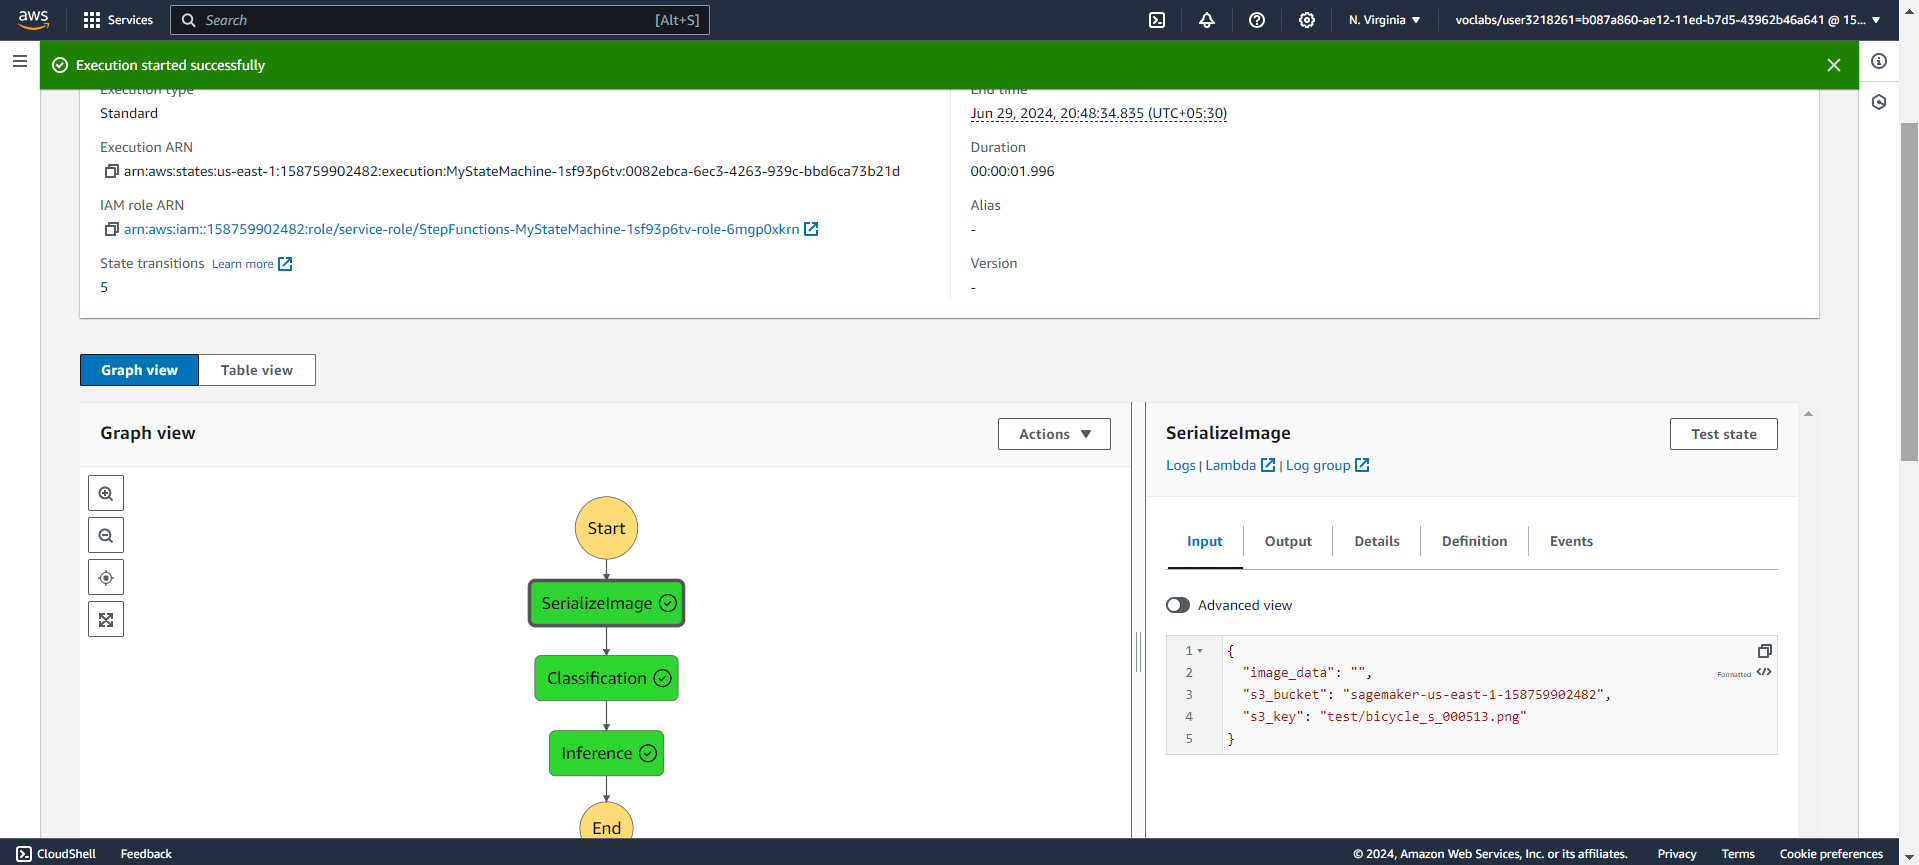 aws Services Search [Alt+S] N. Virginia voclabs/user3218261=b087a860-ae12-11ed-b7d5-43962b46a641 @ 15...
Execution started successfully
Execution type
Standard
Execution ARN
arn:aws:states:us-east-1:158759902482:execution:MyStateMachine-1sf93p6tv:0082ebca-6ec3-4263-939c-bbd6ca73b21d
IAM role ARN
arn:aws:iam::158759902482:role/service-role/StepFunctions-MyStateMachine-1sf93p6tv-role-6mgp0xkrn
State transitions Learn more
5
End time
Jun 29, 2024, 20:48:34.835 (UTC+05:30)
Duration
00:00:01.996
Alias
-
Version
-
Graph view Table view
Graph view Actions
Start
SerializeImage
Classification
Inference
End
SerializeImage Test state
Logs | Lambda | Log group
Input Output Details Definition Events
Advanced view
1 {
2 "image_data": "",
Formatted
3 "s3_bucket": "sagemaker-us-east-1-158759902482",
4 "s3_key": "test/bicycle_s_000513.png"
5 }
CloudShell Feedback © 2024, Amazon Web Services, Inc. or its affiliates. Privacy Terms Cookie preferences